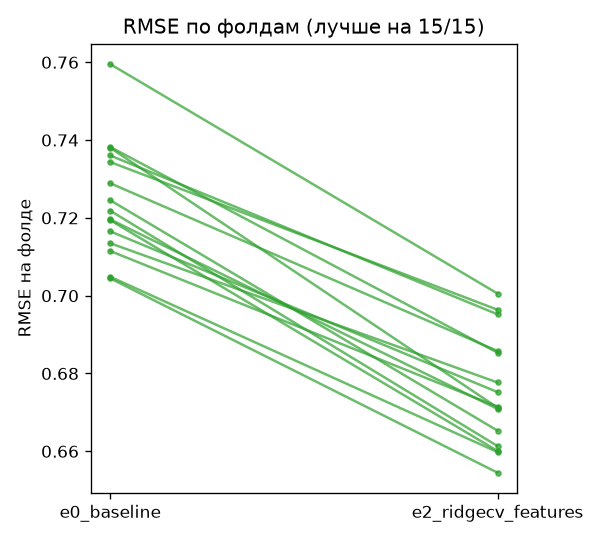 RMSE по фолдам (лучше на 15/15)
RMSE на фолде
0.76
0.74
0.72
0.70
0.68
0.66
e0_baseline
e2_ridgecv_features